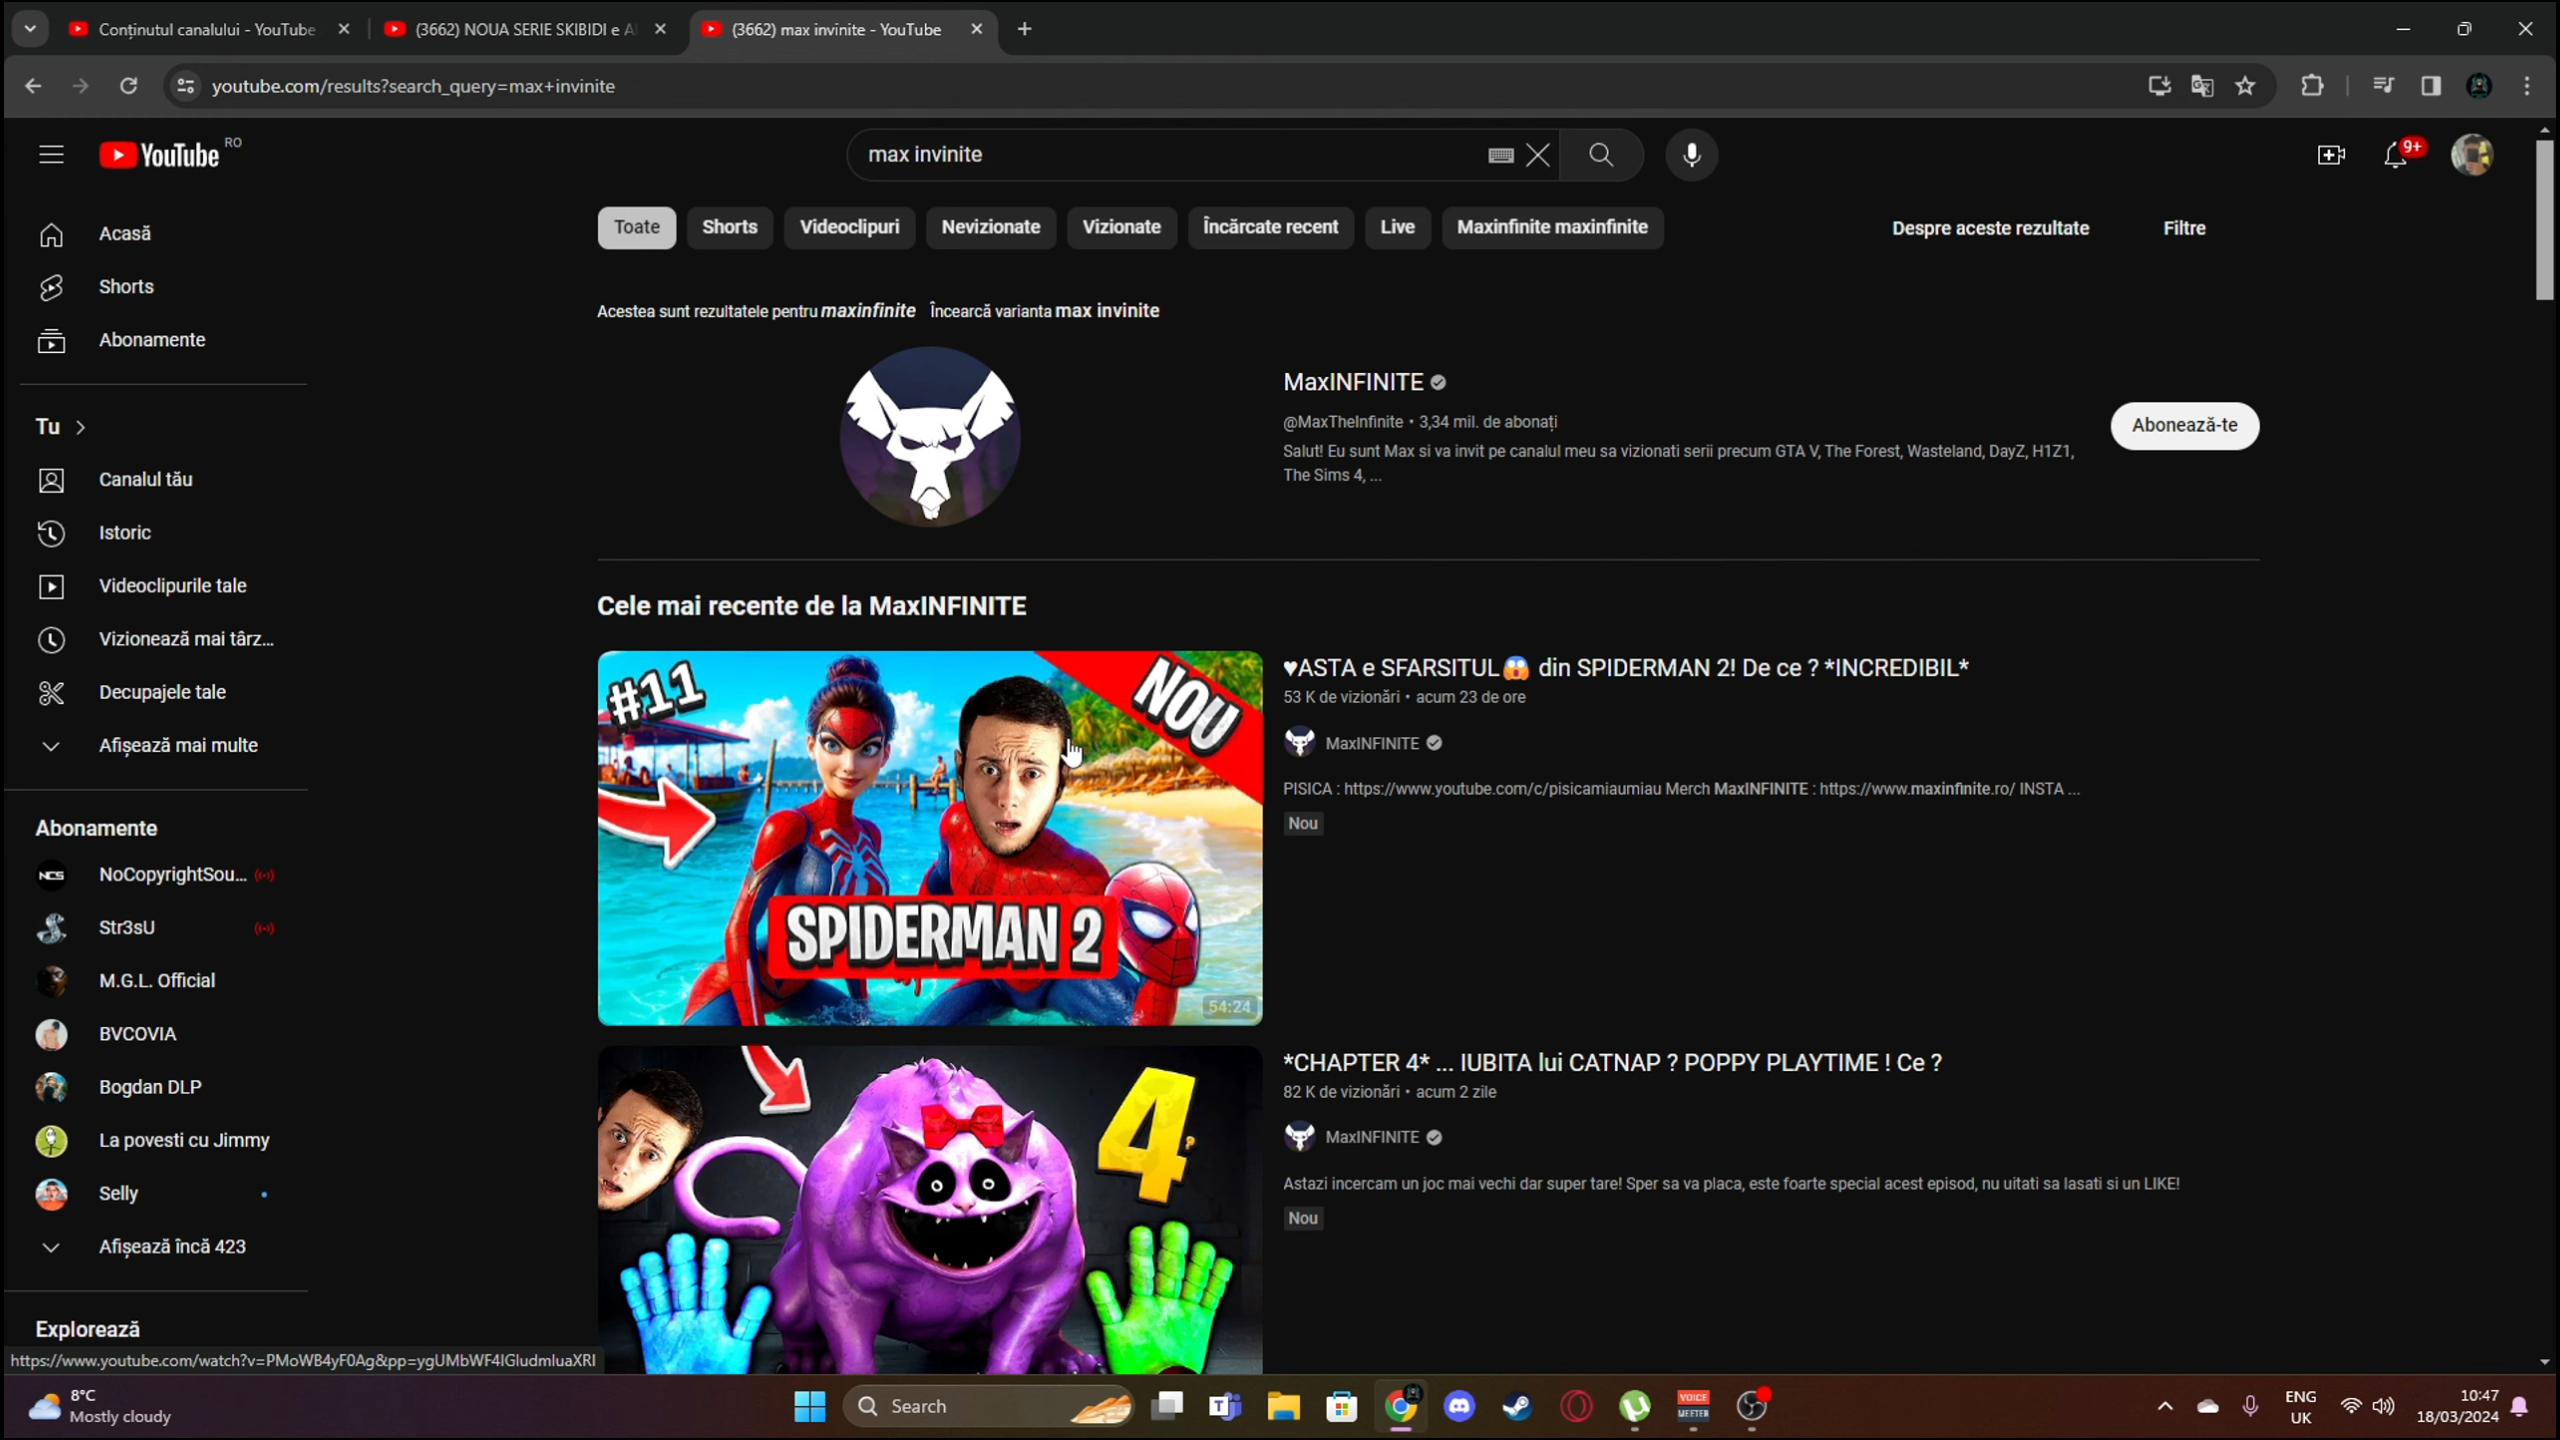 Conținutul canalului - YouTube
(3662) NOUA SERIE SKIBIDI e Al
(3662) max invinite - YouTube
youtube.com/results?search_query=max+invinite
YouTube RO
max invinite
9+
Toate
Shorts
Videoclipuri
Nevizionate
Vizionate
Încărcate recent
Live
Maxinfinite maxinfinite
Despre aceste rezultate
Filtre
Acasă
Shorts
Abonamente
Tu
Canalul tău
Istoric
Videoclipurile tale
Vizionează mai târz...
Decupajele tale
Afișează mai multe
Abonamente
NCS
NoCopyrightSou...
Str3sU
M.G.L. Official
BVCOVIA
Bogdan DLP
La povesti cu Jimmy
Selly
Afișează încă 423
Explorează
Acestea sunt rezultatele pentru maxinfinite Încearcă varianta max invinite
MaxINFINITE
@MaxTheInfinite • 3,34 mil. de abonați
Salut! Eu sunt Max si va invit pe canalul meu sa vizionati serii precum GTA V, The Forest, Wasteland, DayZ, H1Z1,
The Sims 4, ...
Abonează-te
Cele mai recente de la MaxINFINITE
#11
NOU
SPIDERMAN 2
54:24
♥ASTA e SFARSITUL😱 din SPIDERMAN 2! De ce ? *INCREDIBIL*
53 K de vizionări • acum 23 de ore
MaxINFINITE
PISICA : https://www.youtube.com/c/pisicamiaumiau Merch MaxINFINITE : https://www.maxinfinite.ro/ INSTA ...
Nou
4?
*CHAPTER 4* ... IUBITA lui CATNAP ? POPPY PLAYTIME ! Ce ?
82 K de vizionări • acum 2 zile
MaxINFINITE
Astazi incercam un joc mai vechi dar super tare! Sper sa va placa, este foarte special acest episod, nu uitati sa lasati si un LIKE!
Nou
https://www.youtube.com/watch?v=PMoWB4yF0Ag&pp=ygUMbWF4IGludmluaXRl
8°C
Mostly cloudy
Search
VOICE
MEETER
ENG
UK
10:47
18/03/2024